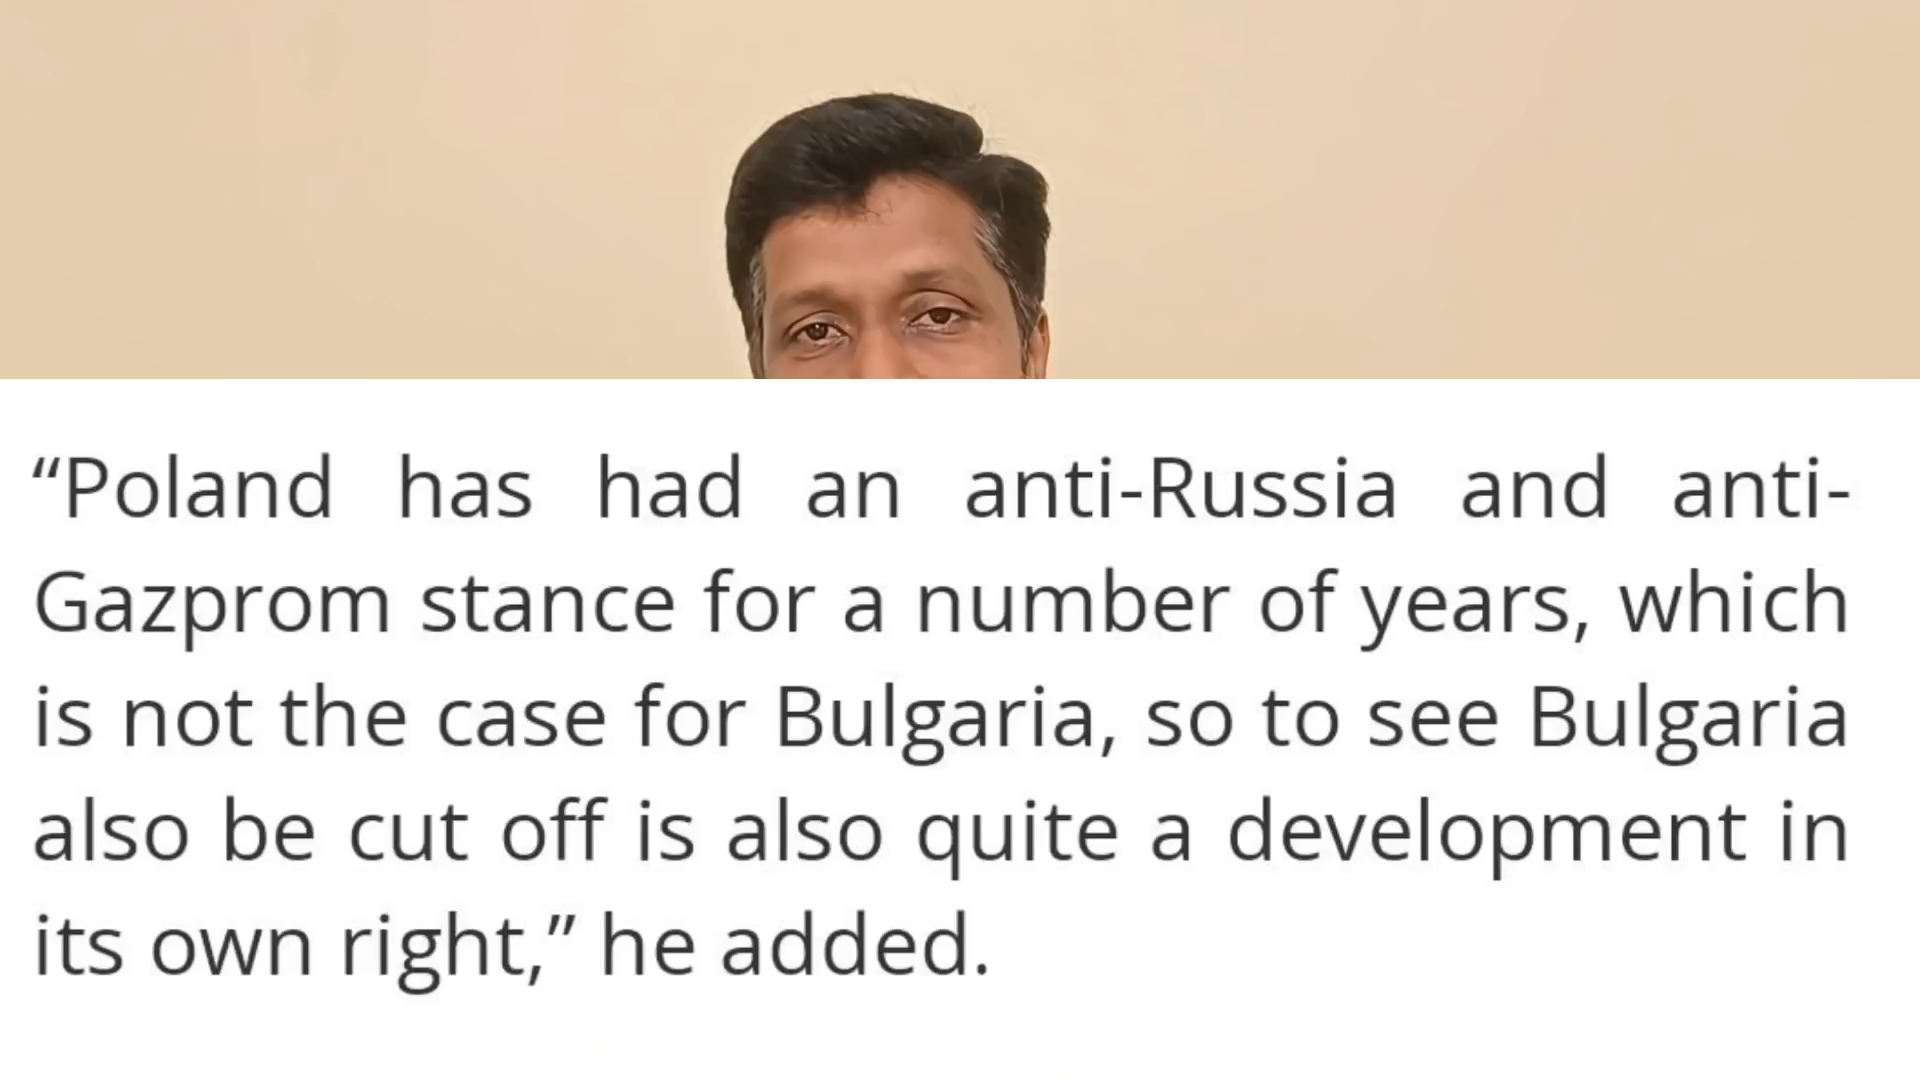 “Poland has had an anti-Russia and anti-
Gazprom stance for a number of years, which
is not the case for Bulgaria, so to see Bulgaria
also be cut off is also quite a development in
its own right,” he added.